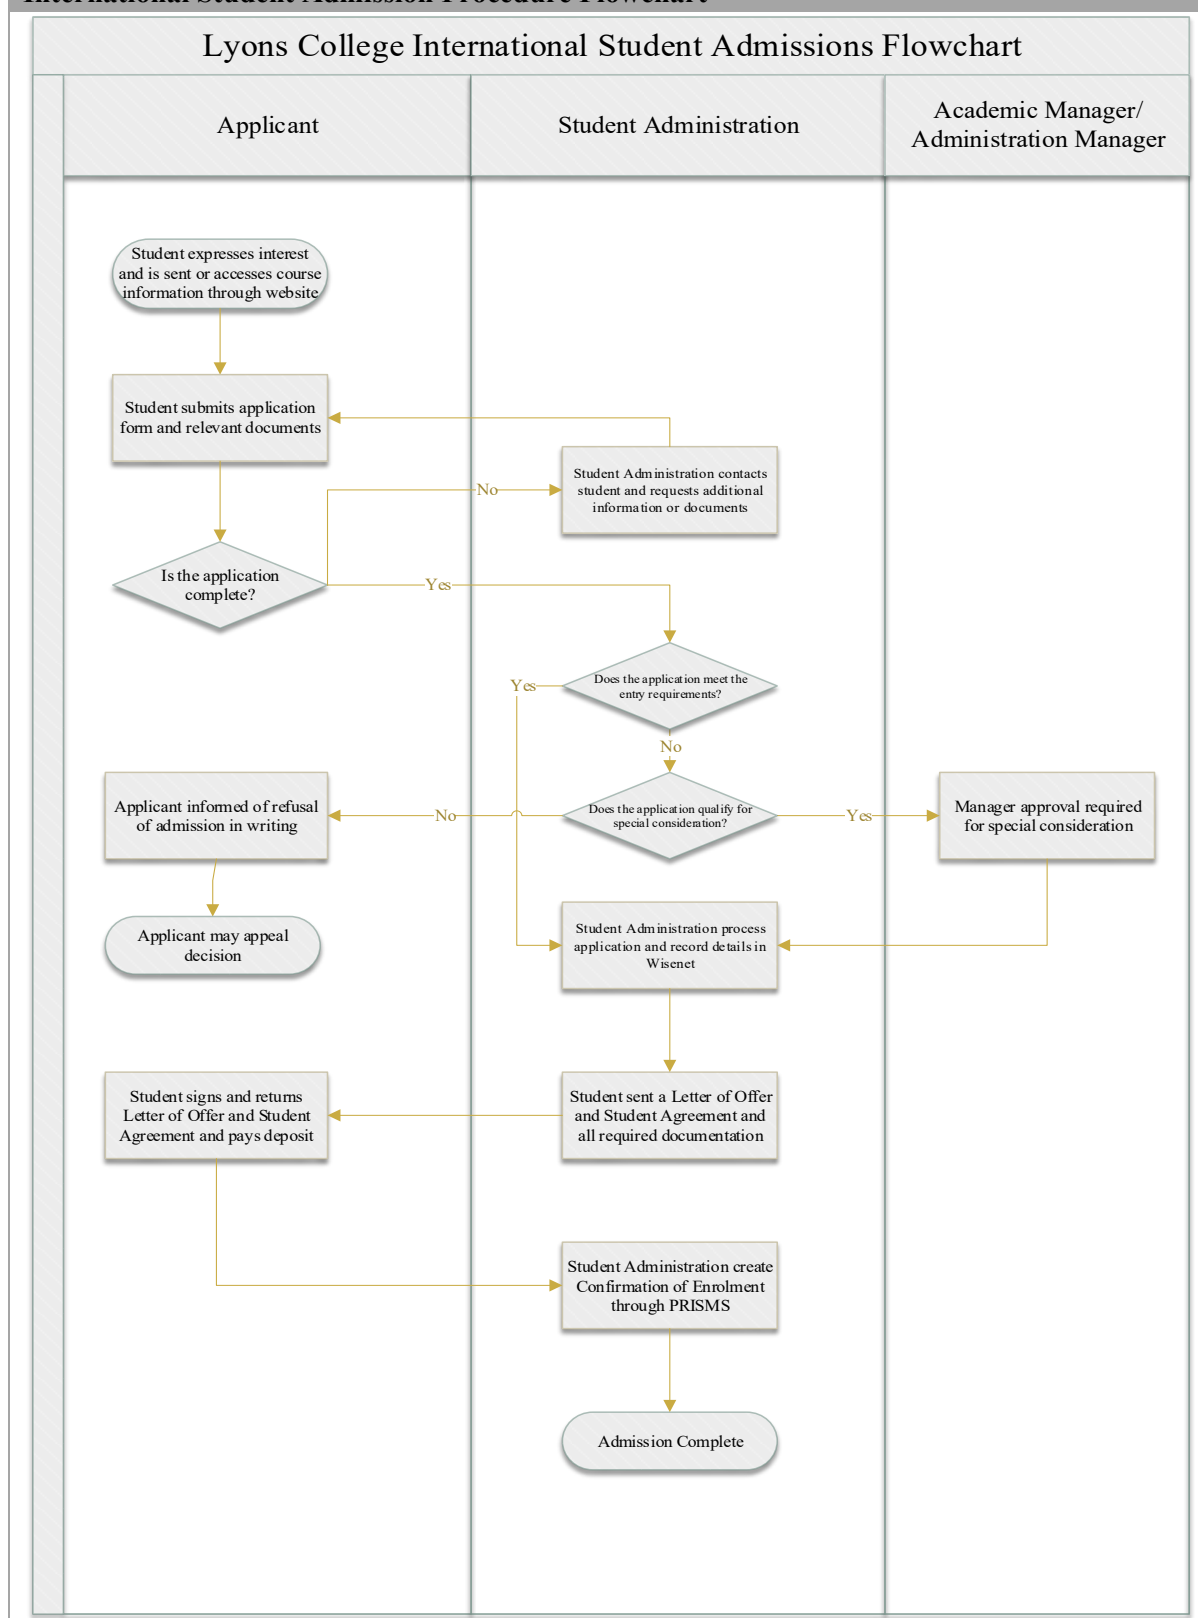 International Student Admission Procedure Flowchart
Lyons College International Student Admissions Flowchart
Applicant
Student Administration
Academic Manager/
Administration Manager
Student expresses interest
and is sent or accesses course
information through website
Student submits application
form and relevant documents
Student Administration contacts
student and requests additional
information or documents
No
Is the application
complete?
Yes
Does the application meet the
entry requirements?
Yes
No
Applicant informed of refusal
of admission in writing
No
Does the application qualify for
special consideration?
Yes
Manager approval required
for special consideration
Applicant may appeal
decision
Student Administration process
application and record details in
Wisenet
Student signs and returns
Letter of Offer and Student
Agreement and pays deposit
Student sent a Letter of Offer
and Student Agreement and
all required documentation
Student Administration create
Confirmation of Enrolment
through PRISMS
Admission Complete